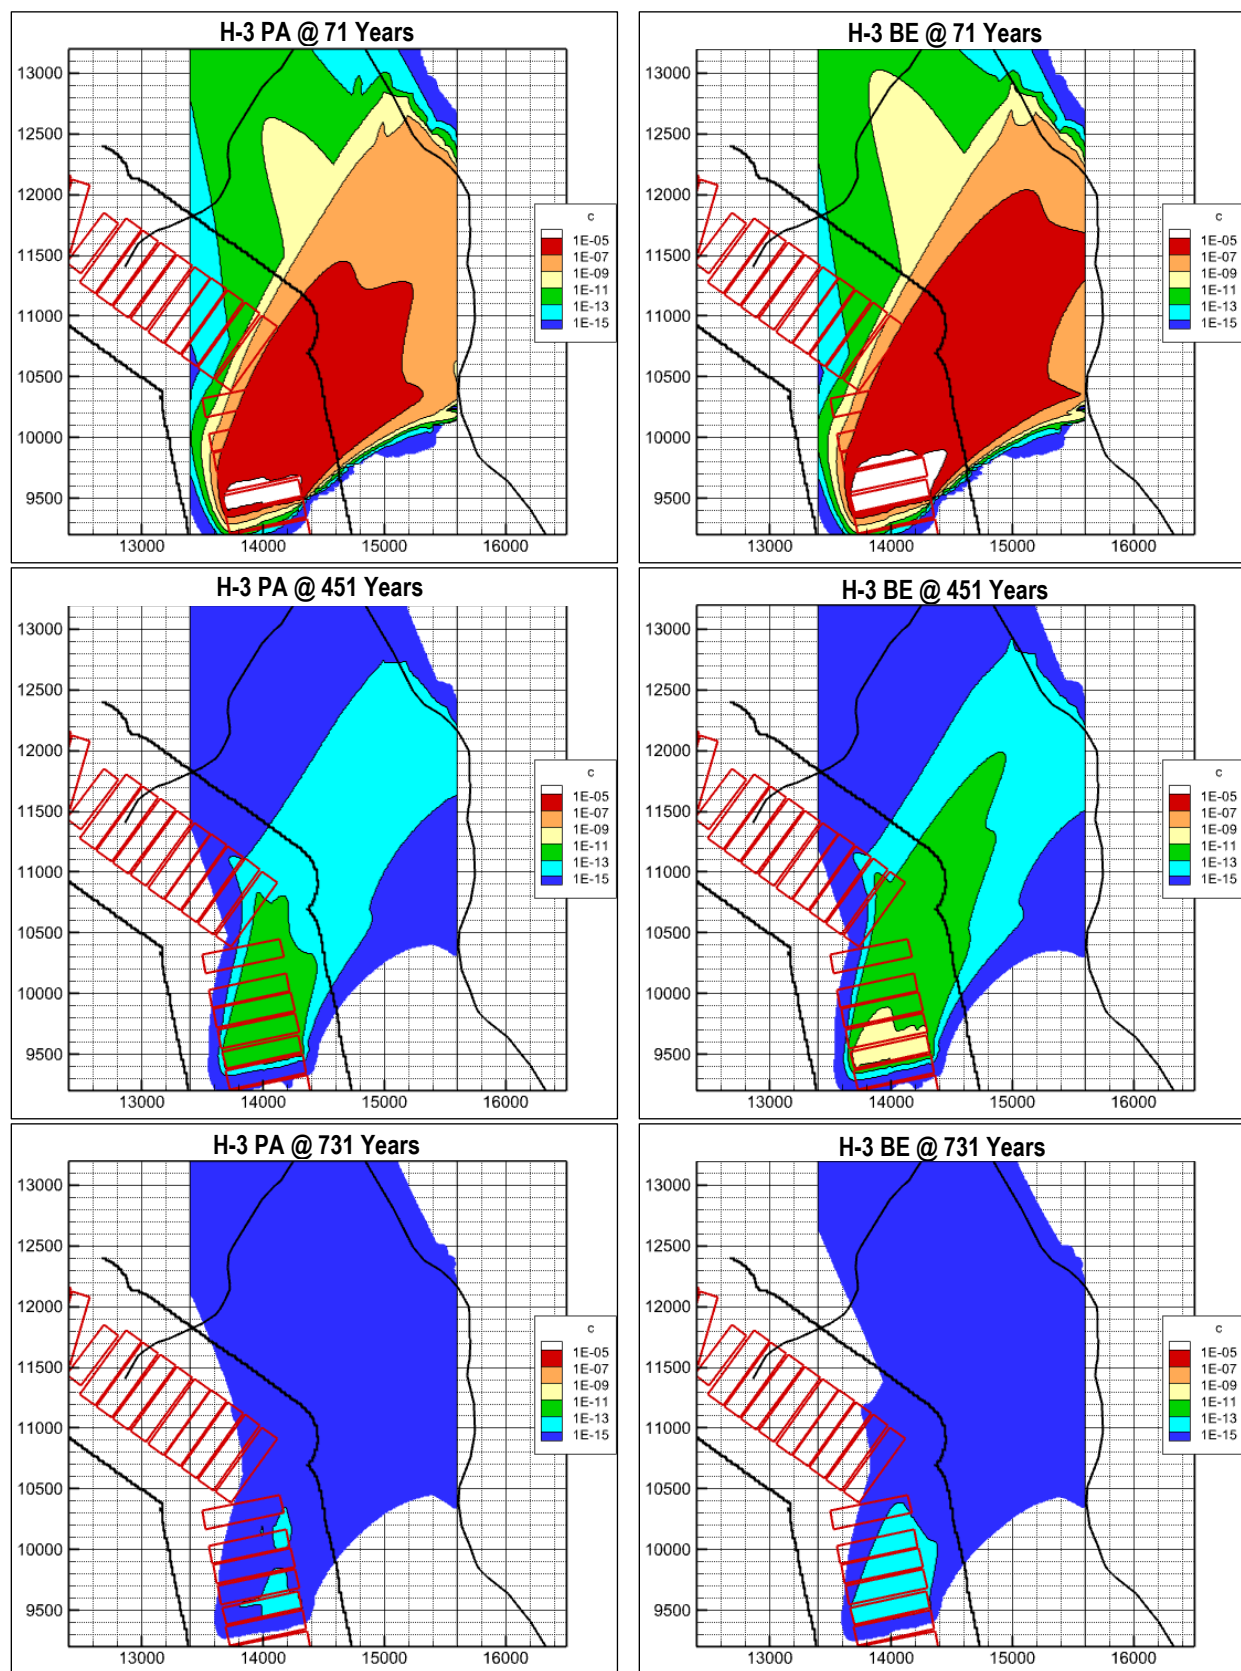 H-3 PA @ 71 Years
13000
12500
12000
11500
11000
10500
10000
9500
13000 14000 15000 16000
c
1E-05
1E-07
1E-09
1E-11
1E-13
1E-15
H-3 BE @ 71 Years
13000
12500
12000
11500
11000
10500
10000
9500
13000 14000 15000 16000
c
1E-05
1E-07
1E-09
1E-11
1E-13
1E-15
H-3 PA @ 451 Years
13000
12500
12000
11500
11000
10500
10000
9500
13000 14000 15000 16000
c
1E-05
1E-07
1E-09
1E-11
1E-13
1E-15
H-3 BE @ 451 Years
13000
12500
12000
11500
11000
10500
10000
9500
13000 14000 15000 16000
c
1E-05
1E-07
1E-09
1E-11
1E-13
1E-15
H-3 PA @ 731 Years
13000
12500
12000
11500
11000
10500
10000
9500
13000 14000 15000 16000
c
1E-05
1E-07
1E-09
1E-11
1E-13
1E-15
H-3 BE @ 731 Years
13000
12500
12000
11500
11000
10500
10000
9500
13000 14000 15000 16000
c
1E-05
1E-07
1E-09
1E-11
1E-13
1E-15